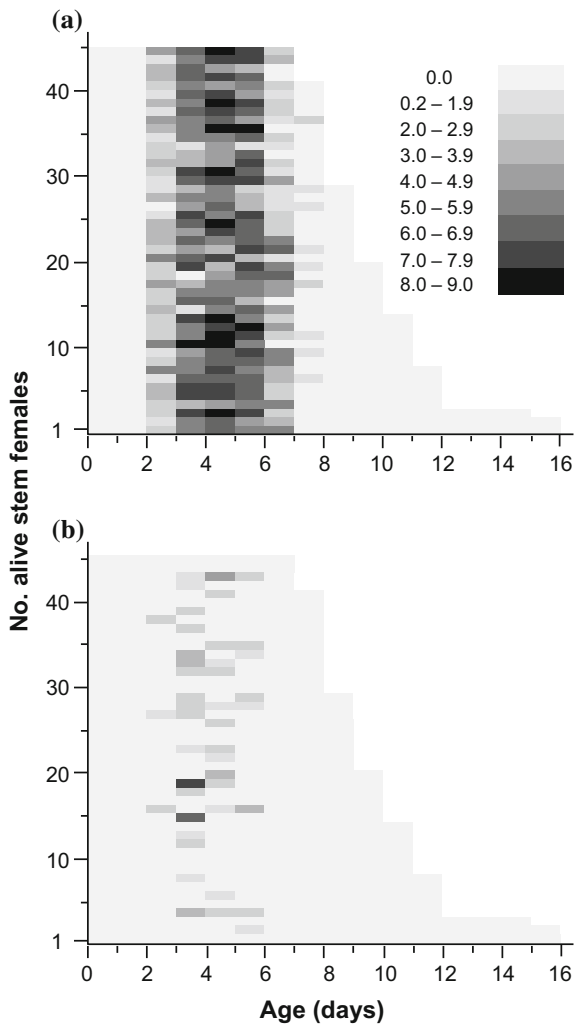 (a)
0.0
0.2 – 1.9
2.0 – 2.9
3.0 – 3.9
4.0 – 4.9
5.0 – 5.9
6.0 – 6.9
7.0 – 7.9
8.0 – 9.0
40
30
20
10
1
0 2 4 6 8 10 12 14 16
No. alive stem females
(b)
40
30
20
10
1
0 2 4 6 8 10 12 14 16
Age (days)